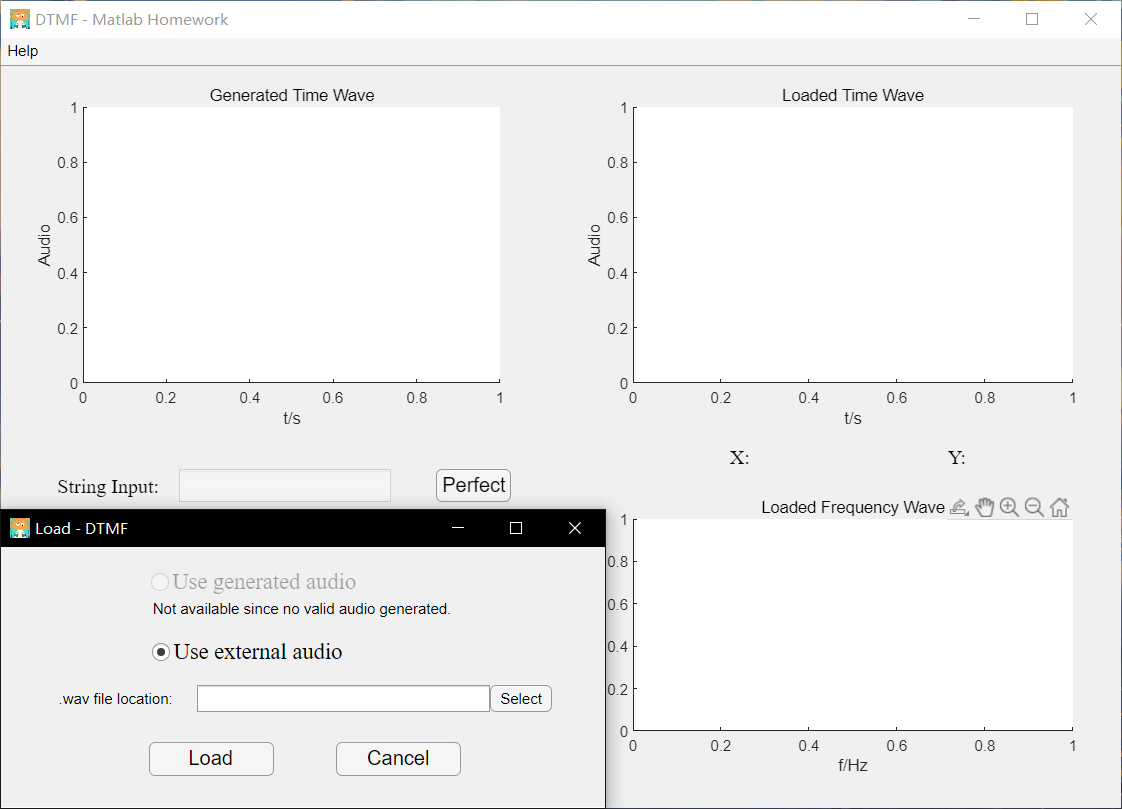 DTMF - Matlab Homework
Help
Generated Time Wave
1
0.8
0.6
0.4
0.2
0
Audio
0 0.2 0.4 0.6 0.8 1
t/s
Loaded Time Wave
1
0.8
0.6
0.4
0.2
0
Audio
0 0.2 0.4 0.6 0.8 1
t/s
X: Y:
String Input: Perfect
Loaded Frequency Wave
1
0.8
0.6
0.4
0.2
0
0 0.2 0.4 0.6 0.8 1
f/Hz
Load - DTMF
Use generated audio
Not available since no valid audio generated.
Use external audio
.wav file location: Select
Load Cancel